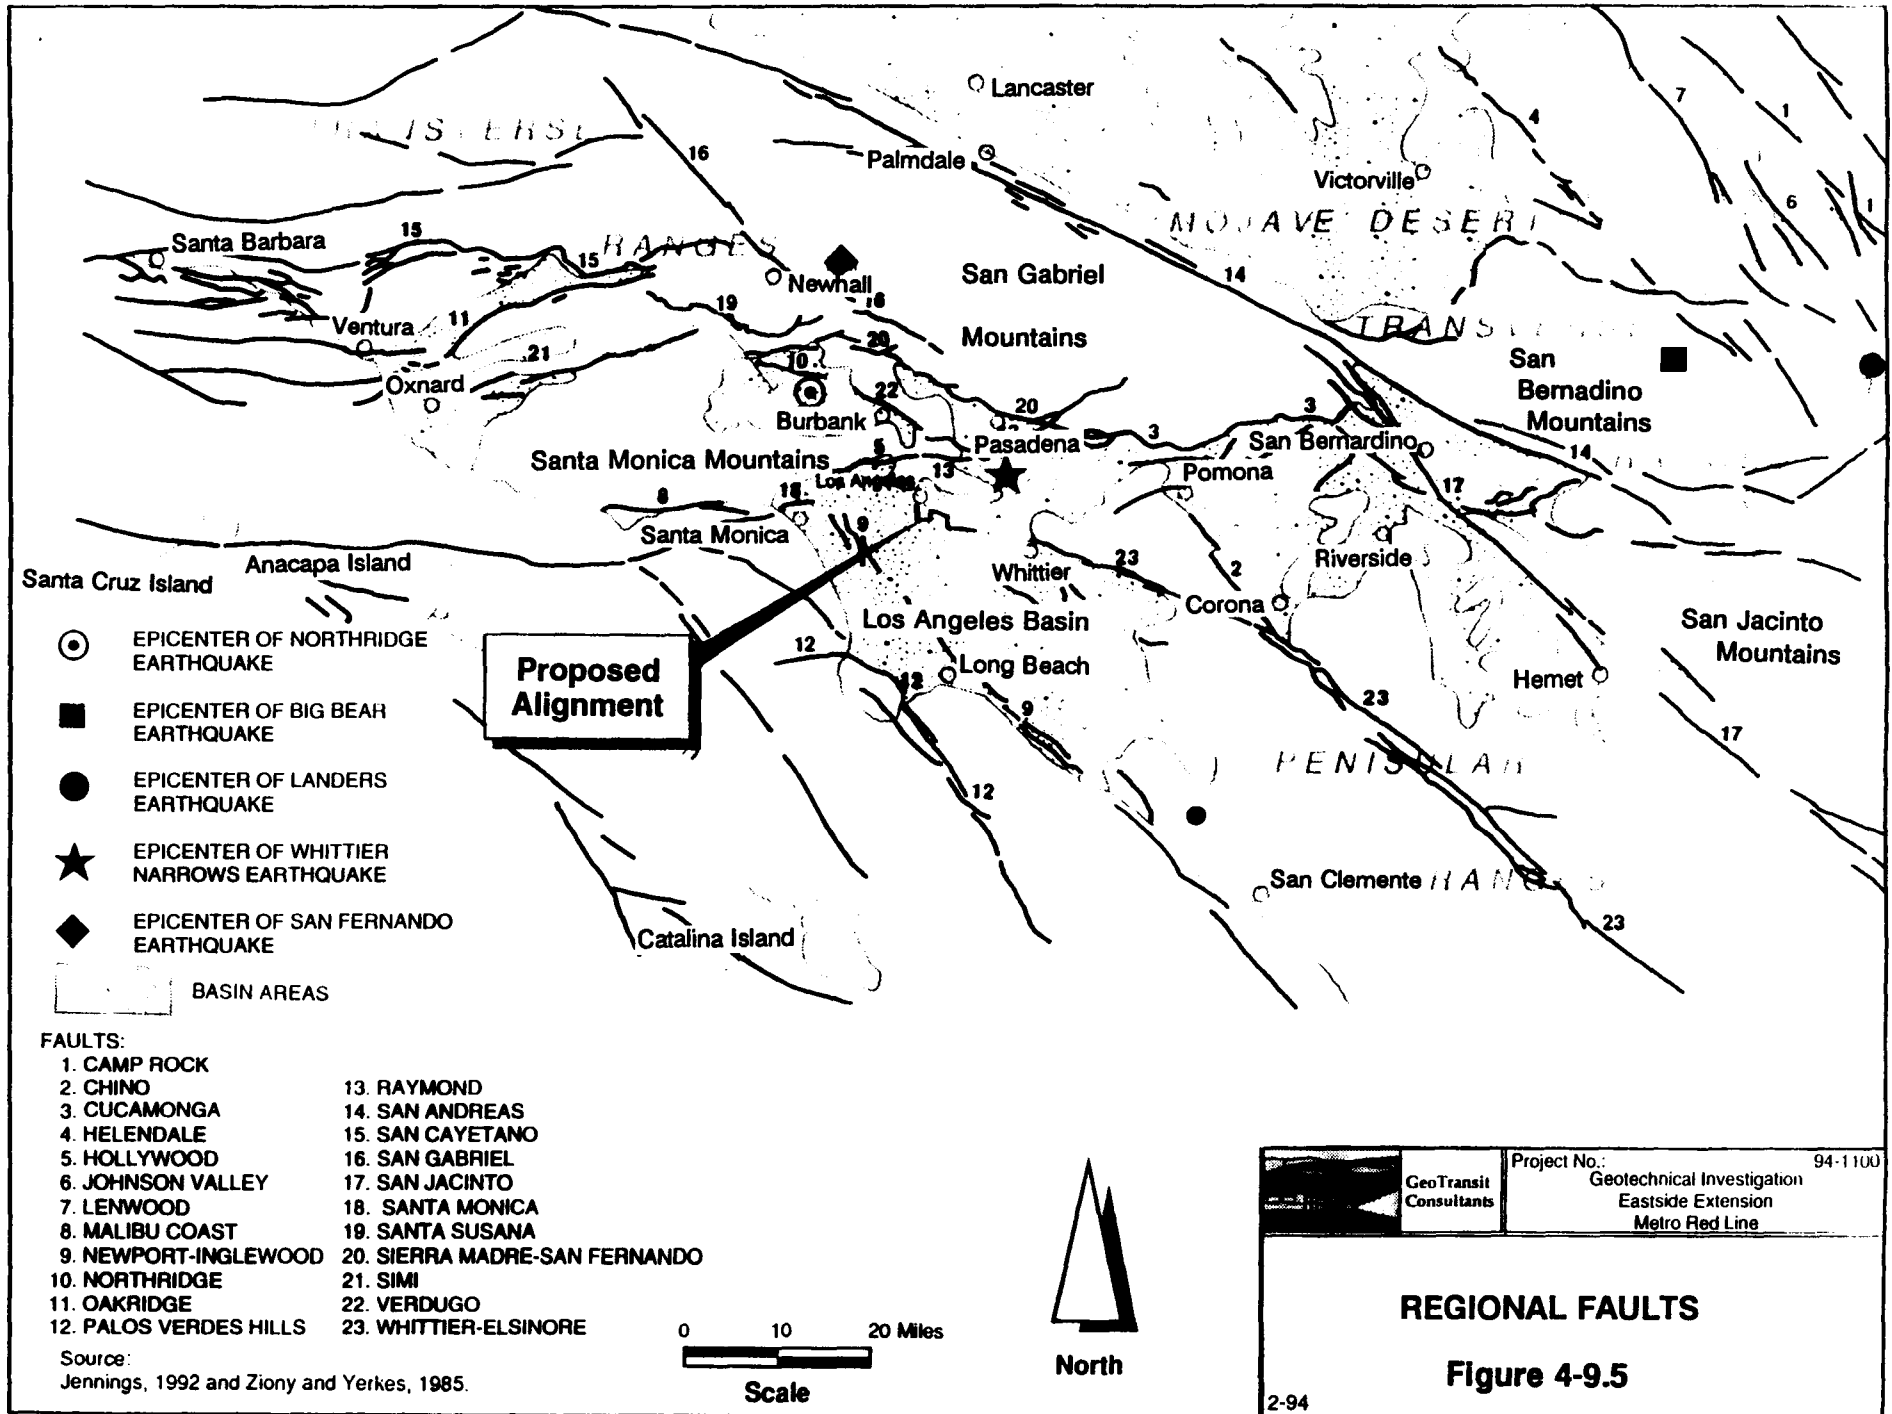 Lancaster
7
1
4
16
Palmdale
Victorville
6
1
MOJAVE DESERT
15
Santa Barbara
RANGES
15
Newhall
San Gabriel
14
19
16
Ventura
11
Mountains
TRANSVERSE
20
21
10
San
Bernadino
Mountains
Oxnard
22
Burbank
20
3
3
Pasadena
San Bernardino
14
Santa Monica Mountains
5
13
Pomona
Los Angeles
8
18
17
Santa Monica
9
Anacapa Island
Riverside
Santa Cruz Island
Whittier
23
2
Corona
Los Angeles Basin
San Jacinto
Mountains
EPICENTER OF NORTHRIDGE
EARTHQUAKE
12
Proposed
Alignment
Long Beach
Hemet
12
23
9
EPICENTER OF BIG BEAR
EARTHQUAKE
17
PENISULAR
EPICENTER OF LANDERS
EARTHQUAKE
12
EPICENTER OF WHITTIER
NARROWS EARTHQUAKE
San Clemente
EPICENTER OF SAN FERNANDO
EARTHQUAKE
23
Catalina Island
BASIN AREAS
FAULTS:
1. CAMP ROCK
2. CHINO
3. CUCAMONGA
4. HELENDALE
5. HOLLYWOOD
6. JOHNSON VALLEY
7. LENWOOD
8. MALIBU COAST
9. NEWPORT-INGLEWOOD
10. NORTHRIDGE
11. OAKRIDGE
12. PALOS VERDES HILLS
13. RAYMOND
14. SAN ANDREAS
15. SAN CAYETANO
16. SAN GABRIEL
17. SAN JACINTO
18. SANTA MONICA
19. SANTA SUSANA
20. SIERRA MADRE-SAN FERNANDO
21. SIMI
22. VERDUGO
23. WHITTIER-ELSINORE
Source:
Jennings, 1992 and Ziony and Yerkes, 1985.
0 10 20 Miles
Scale
North
GeoTransit
Consultants
Project No.: 94-1100
Geotechnical Investigation
Eastside Extension
Metro Red Line
REGIONAL FAULTS
Figure 4-9.5
2-94